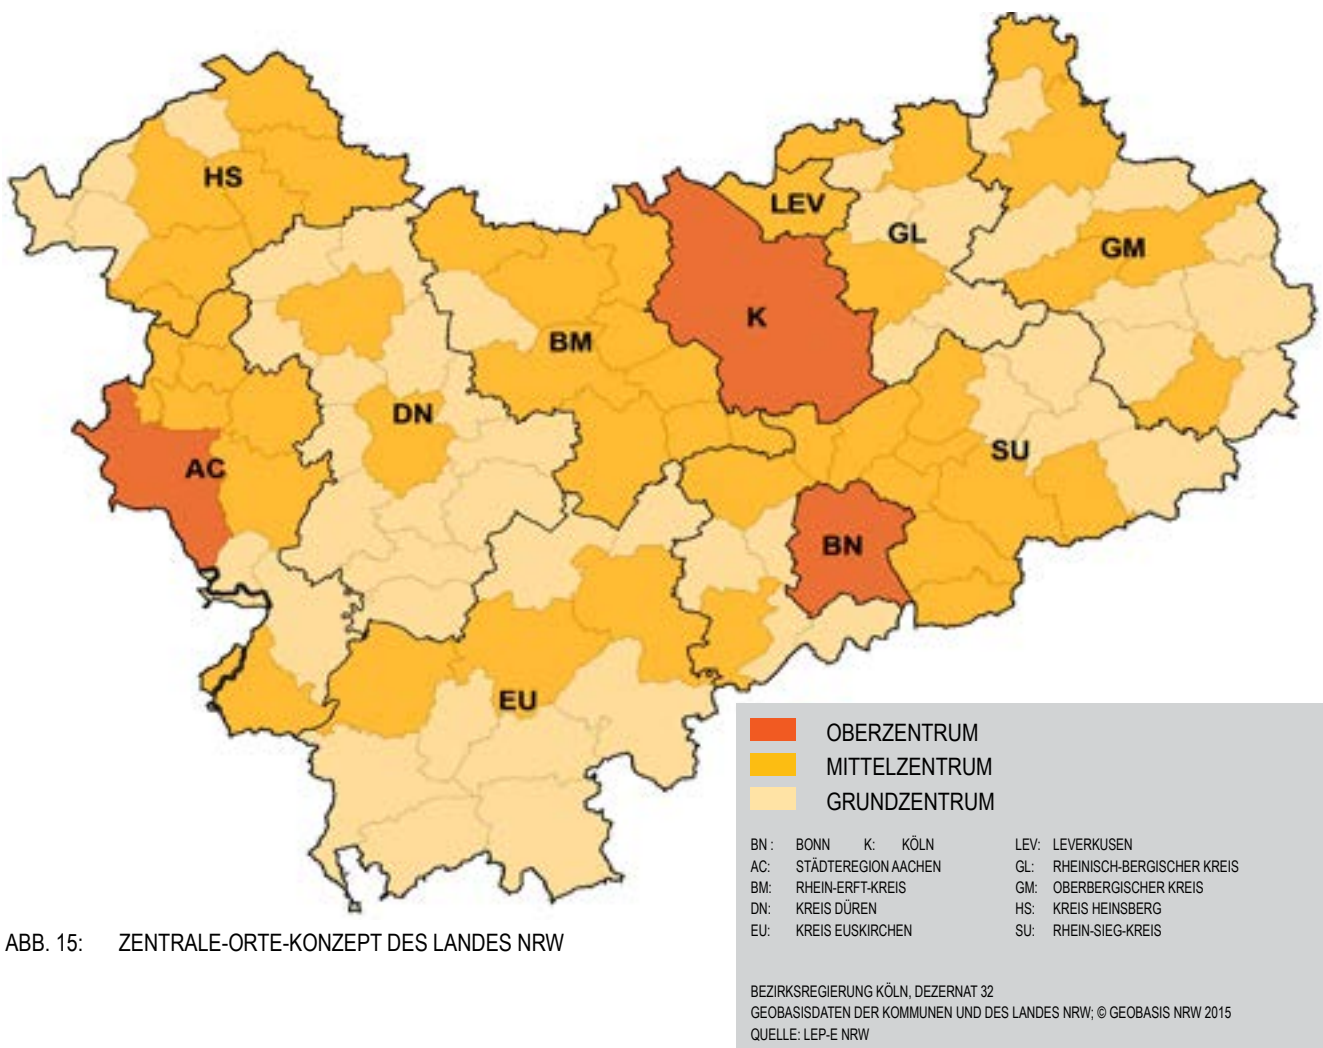 HS
LEV
GL
GM
K
BM
DN
SU
AC
BN
EU
OBERZENTRUM
MITTELZENTRUM
GRUNDZENTRUM
BN : BONN K: KÖLN LEV: LEVERKUSEN
AC: STÄDTEREGION AACHEN GL: RHEINISCH-BERGISCHER KREIS
BM: RHEIN-ERFT-KREIS GM: OBERBERGISCHER KREIS
DN: KREIS DÜREN HS: KREIS HEINSBERG
EU: KREIS EUSKIRCHEN SU: RHEIN-SIEG-KREIS
ABB. 15: ZENTRALE-ORTE-KONZEPT DES LANDES NRW
BEZIRKSREGIERUNG KÖLN, DEZERNAT 32
GEOBASISDATEN DER KOMMUNEN UND DES LANDES NRW; © GEOBASIS NRW 2015
QUELLE: LEP-E NRW